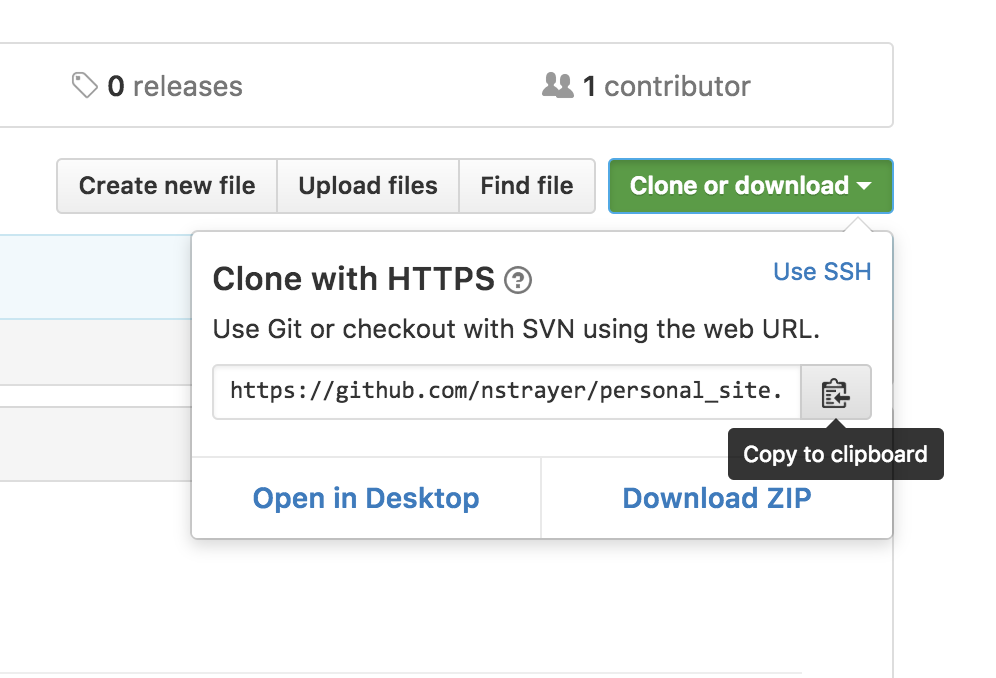 0 releases
1 contributor
Create new file
Upload files
Find file
Clone or download
Clone with HTTPS
Use SSH
Use Git or checkout with SVN using the web URL.
https://github.com/nstrayer/personal_site.
Copy to clipboard
Open in Desktop
Download ZIP